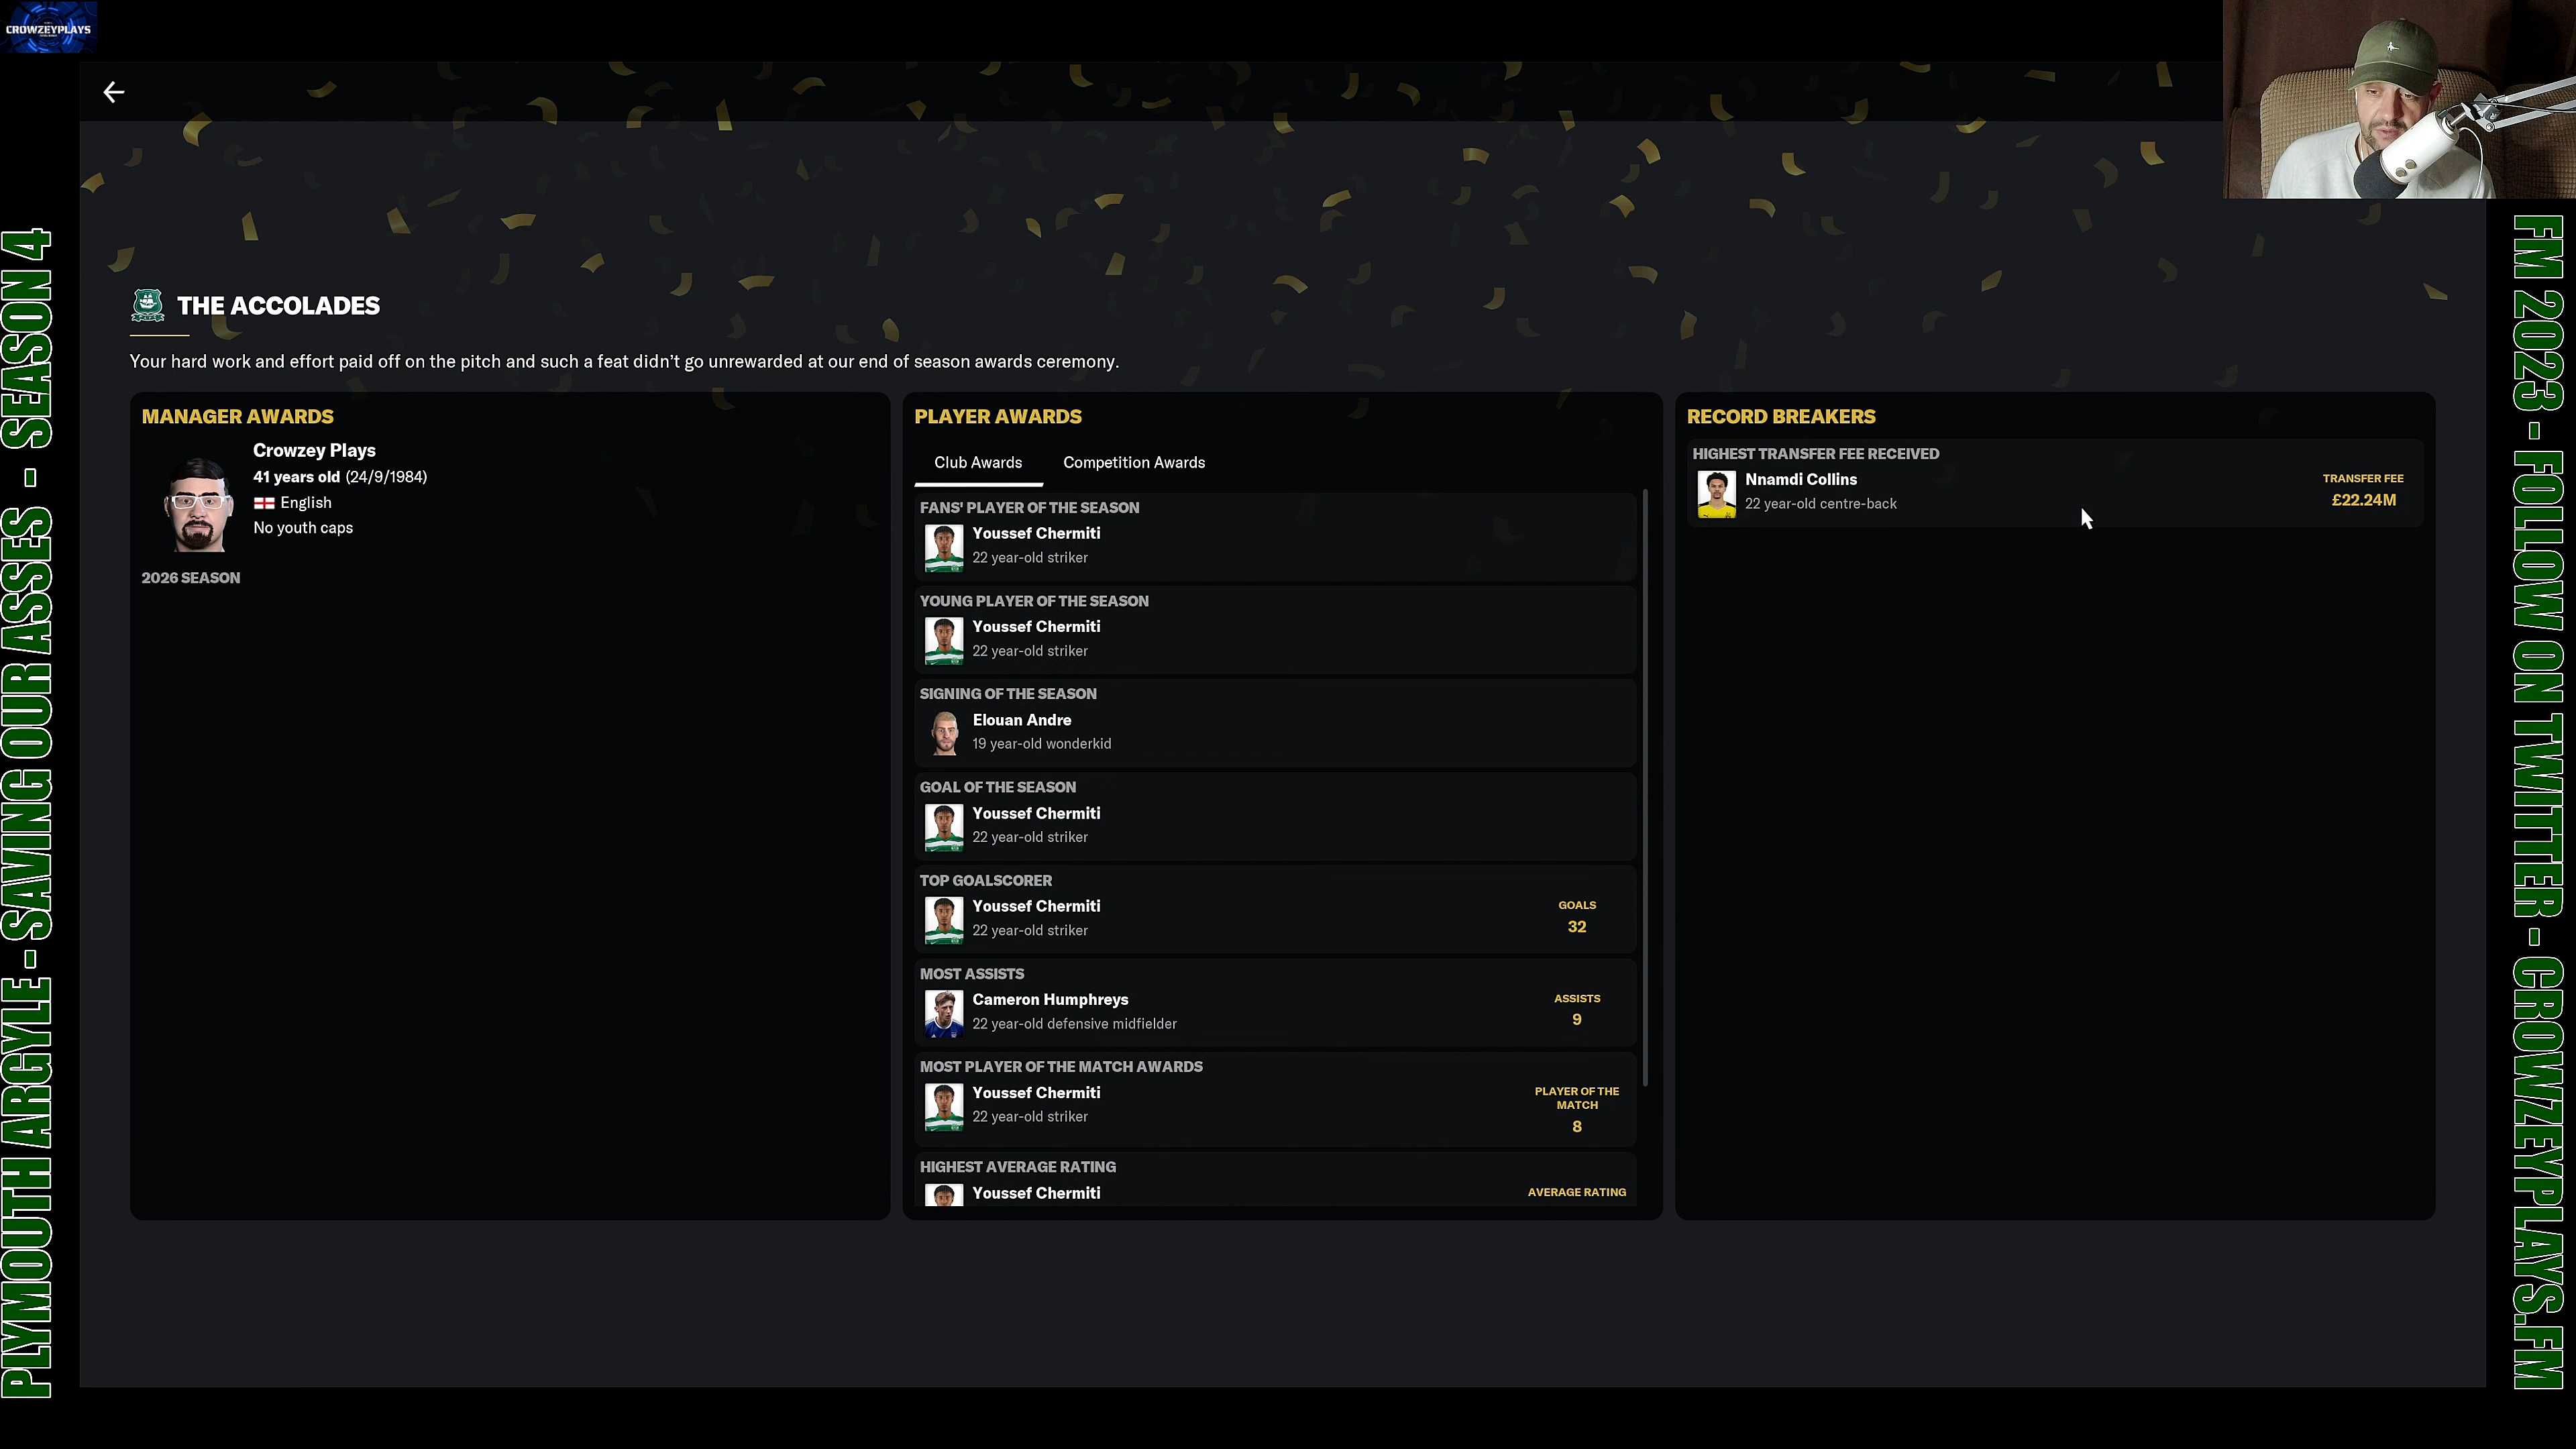 CROWZEYPLAYS
PLYMOUTH ARGYLE - SAVING OUR ASSES - SEASON 4
THE ACCOLADES
Your hard work and effort paid off on the pitch and such a feat didn't go unrewarded at our end of season awards ceremony.
MANAGER AWARDS
Crowzey Plays
41 years old (24/9/1984)
English
No youth caps
2026 SEASON
PLAYER AWARDS
Club Awards Competition Awards
FANS' PLAYER OF THE SEASON
Youssef Chermiti
22 year-old striker
YOUNG PLAYER OF THE SEASON
Youssef Chermiti
22 year-old striker
SIGNING OF THE SEASON
Elouan Andre
19 year-old wonderkid
GOAL OF THE SEASON
Youssef Chermiti
22 year-old striker
TOP GOALSCORER
Youssef Chermiti
22 year-old striker
GOALS
32
MOST ASSISTS
Cameron Humphreys
22 year-old defensive midfielder
ASSISTS
9
MOST PLAYER OF THE MATCH AWARDS
Youssef Chermiti
22 year-old striker
PLAYER OF THE
MATCH
8
HIGHEST AVERAGE RATING
Youssef Chermiti
AVERAGE RATING
RECORD BREAKERS
HIGHEST TRANSFER FEE RECEIVED
Nnamdi Collins
22 year-old centre-back
TRANSFER FEE
£22.24M
FM 2023 - FOLLOW ON TWITTER - CROWZEYPLAYS.FM